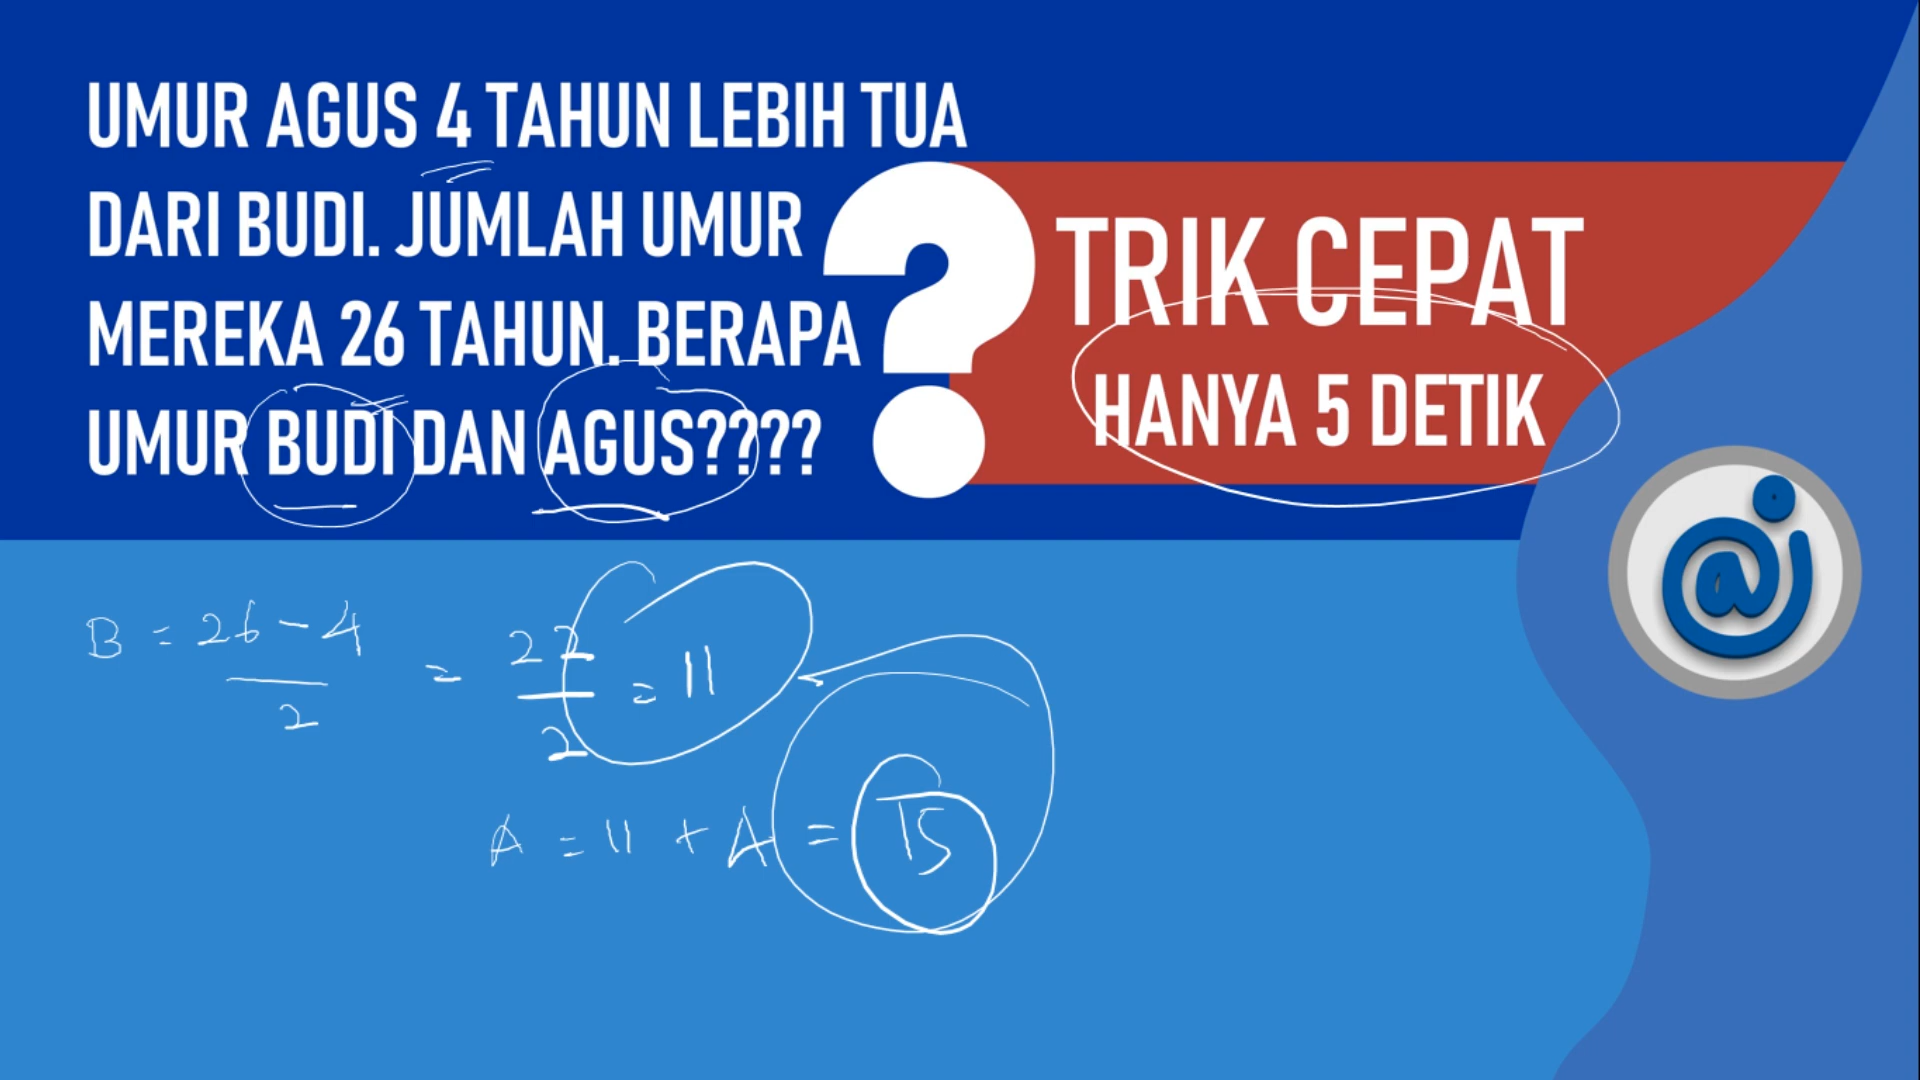 UMUR AGUS 4 TAHUN LEBIH TUA
DARI BUDI. JUMLAH UMUR
MEREKA 26 TAHUN. BERAPA
UMUR BUDI DAN AGUS????
?
TRIK CEPAT
HANYA 5 DETIK
@
B = 26 - 4
2
= 22
2
= 11
A = 11 + 4 = 15